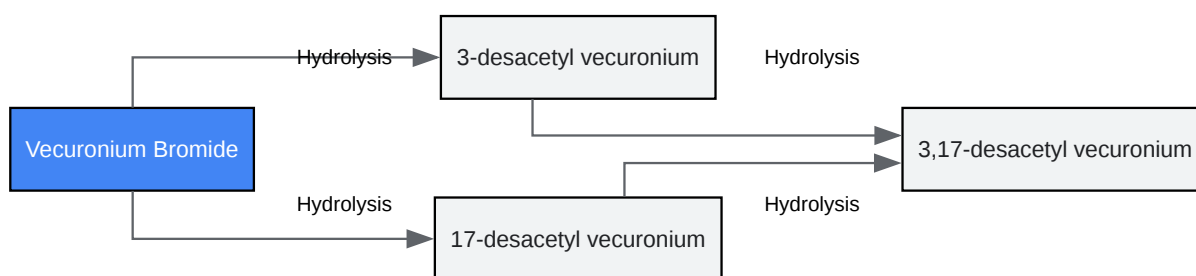 Hydrolysis
3-desacetyl vecuronium
Hydrolysis
Vecuronium Bromide
3,17-desacetyl vecuronium
Hydrolysis
17-desacetyl vecuronium
Hydrolysis